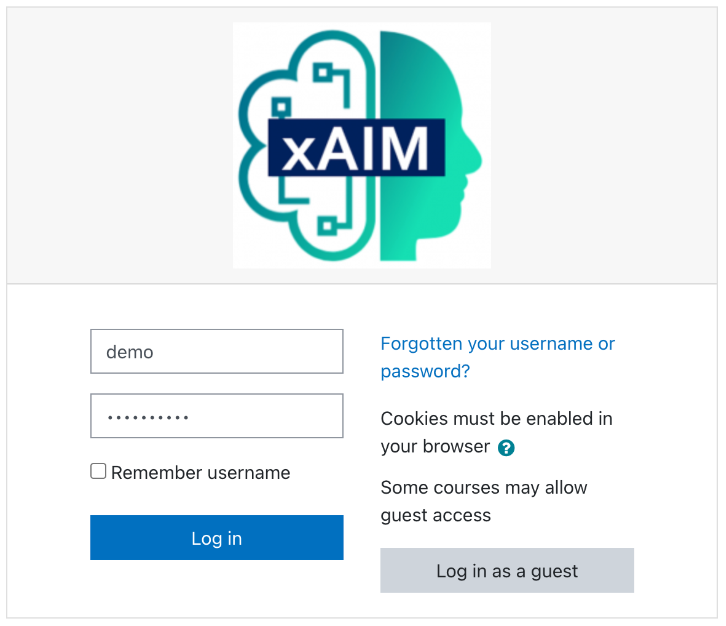 xAIM
demo
••••••••••
Remember username
Log in
Forgotten your username or
password?
Cookies must be enabled in
your browser ?
Some courses may allow
guest access
Log in as a guest